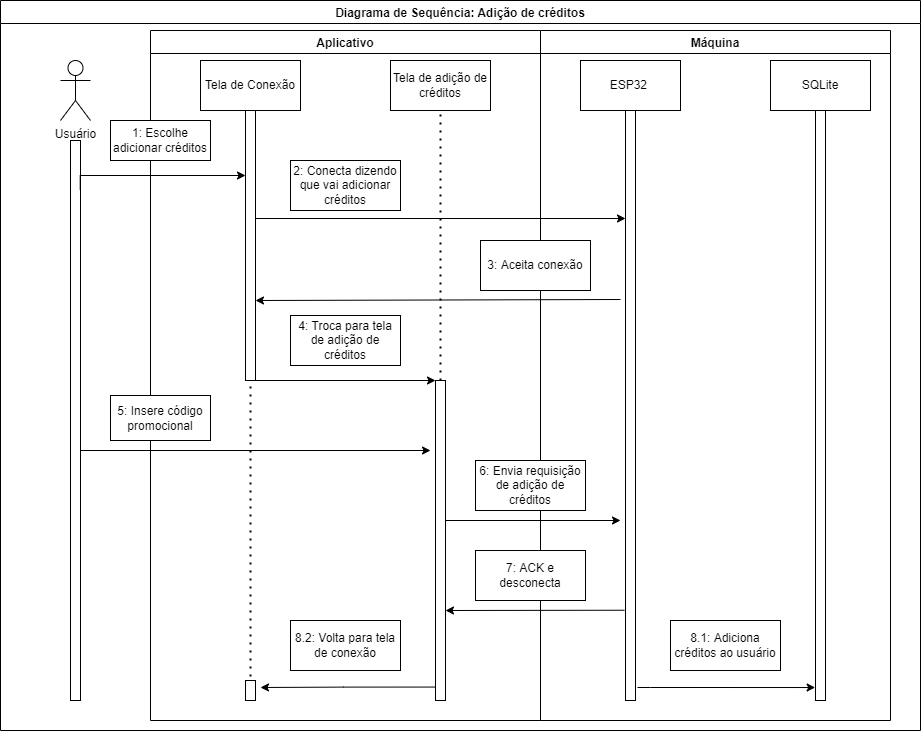 Diagrama de Sequência: Adição de créditos
Aplicativo
Máquina
Usuário
Tela de Conexão
Tela de adição de
créditos
ESP32
SQLite
1: Escolhe
adicionar créditos
2: Conecta dizendo
que vai adicionar
créditos
3: Aceita conexão
4: Troca para tela
de adição de
créditos
5: Insere código
promocional
6: Envia requisição
de adição de
créditos
7: ACK e
desconecta
8.2: Volta para tela
de conexão
8.1: Adiciona
créditos ao usuário